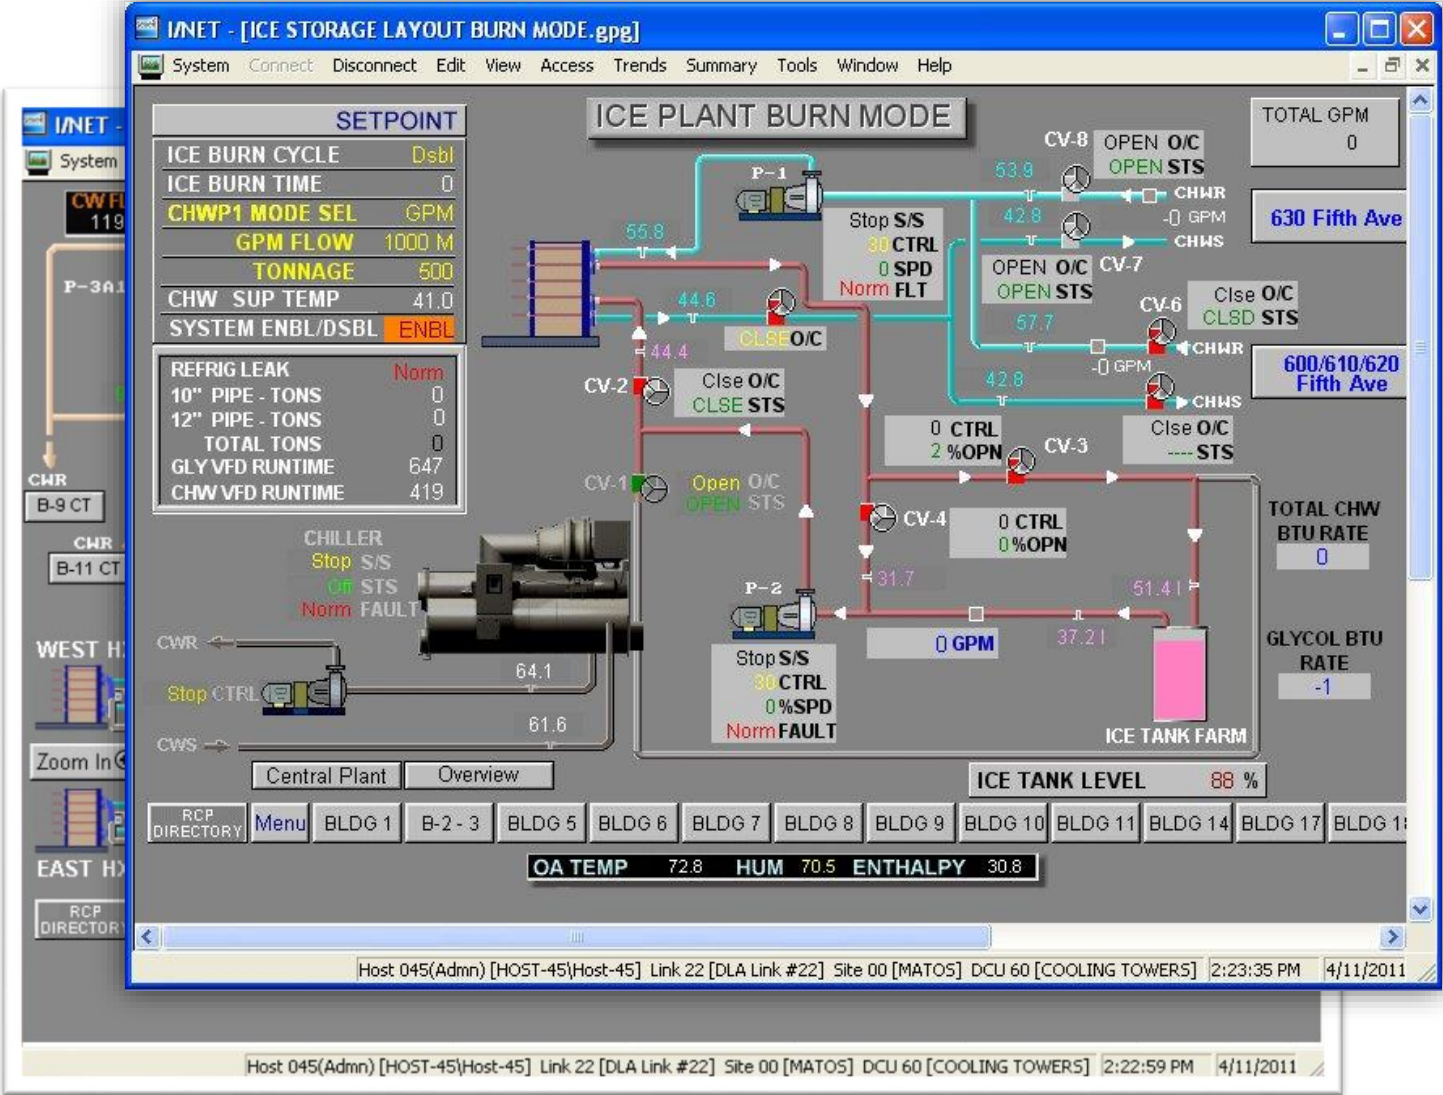 I/NET - [ICE STORAGE LAYOUT BURN MODE.gpg]
System Connect Disconnect Edit View Access Trends Summary Tools Window Help
I/NET -
System
CW FL
119
P-3A1
CWR
B-9 CT
CHR
B-11 CT
WEST HX
Zoom In
EAST HX
RCP
DIRECTORY
SETPOINT
ICE BURN CYCLE Dsbl
ICE BURN TIME 0
CHWP1 MODE SEL GPM
GPM FLOW 1000 M
TONNAGE 500
CHW SUP TEMP 41.0
SYSTEM ENBL/DSBL ENBL
REFRIG LEAK Norm
10" PIPE - TONS 0
12" PIPE - TONS 0
TOTAL TONS 0
GLY VFD RUNTIME 647
CHW VFD RUNTIME 419
ICE PLANT BURN MODE
TOTAL GPM
0
CV-8 OPEN O/C
OPEN STS
P-1
53.9
CHWR
-0 GPM
42.8
CHWS
630 Fifth Ave
Stop S/S
30 CTRL
0 SPD
Norm FLT
55.8
OPEN O/C CV-7
OPEN STS
44.6
CLSE O/C
CV-6 Clse O/C
CLSD STS
57.7
CHWR
-0 GPM
600/610/620
Fifth Ave
42.8
CHWS
Clse O/C
---- STS
44.4
CV-2 Clse O/C
CLSE STS
0 CTRL
2 %OPN
CV-3
CV-1 Open O/C
OPEN STS
CV-4 0 CTRL
0 %OPN
TOTAL CHW
BTU RATE
0
CHILLER
Stop S/S
Off STS
Norm FAULT
31.7
51.4 I
P-2
0 GPM
37.2 I
GLYCOL BTU
RATE
-1
CWR
64.1
Stop CTRL
Stop S/S
30 CTRL
0 %SPD
Norm FAULT
61.6
CWS
ICE TANK FARM
Central Plant Overview
ICE TANK LEVEL 88 %
RCP
DIRECTORY
Menu BLDG 1 B-2 - 3 BLDG 5 BLDG 6 BLDG 7 BLDG 8 BLDG 9 BLDG 10 BLDG 11 BLDG 14 BLDG 17 BLDG 18
OA TEMP 72.8 HUM 70.5 ENTHALPY 30.8
Host 045(Admn) [HOST-45\Host-45] Link 22 [DLA Link #22] Site 00 [MATOS] DCU 60 [COOLING TOWERS] 2:23:35 PM 4/11/2011
Host 045(Admn) [HOST-45\Host-45] Link 22 [DLA Link #22] Site 00 [MATOS] DCU 60 [COOLING TOWERS] 2:22:59 PM 4/11/2011